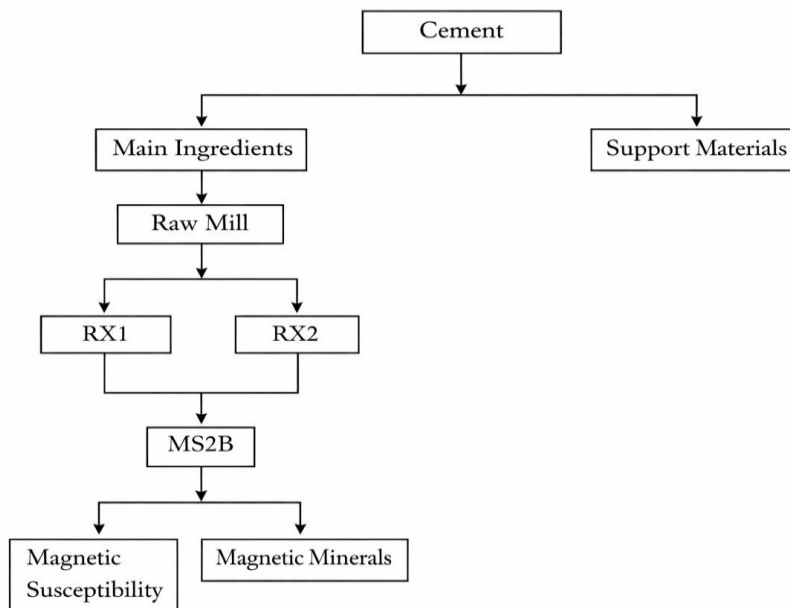 Cement
Main Ingredients
Support Materials
Raw Mill
RX1
RX2
MS2B
Magnetic
Susceptibility
Magnetic Minerals